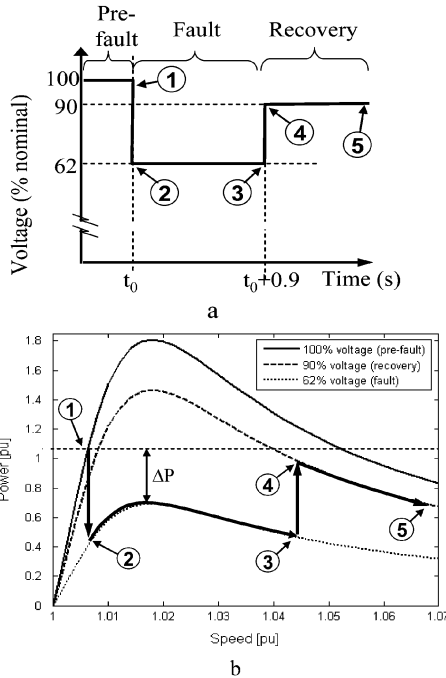 Pre-
fault
Fault
Recovery
100
90
62
1
2
3
4
5
Voltage (% nominal)
t0
t0+0.9
Time (s)
a
1.8
1.6
1.4
1.2
1
0.8
0.6
0.4
0.2
0
Power [pu]
100% voltage (pre-fault)
90% voltage (recovery)
62% voltage (fault)
1
ΔP
2
3
4
5
1
1.01
1.02
1.03
1.04
1.05
1.06
1.07
Speed [pu]
b